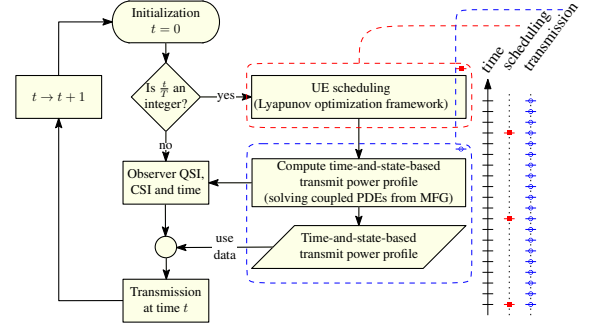 Initialization
t = 0
time
scheduling
transmission
t → t + 1
Is t/T an
integer?
yes
UE scheduling
(Lyapunov optimization framework)
no
Observer QSI,
CSI and time
Compute time-and-state-based
transmit power profile
(solving coupled PDEs from MFG)
use
data
Time-and-state-based
transmit power profile
Transmission
at time t